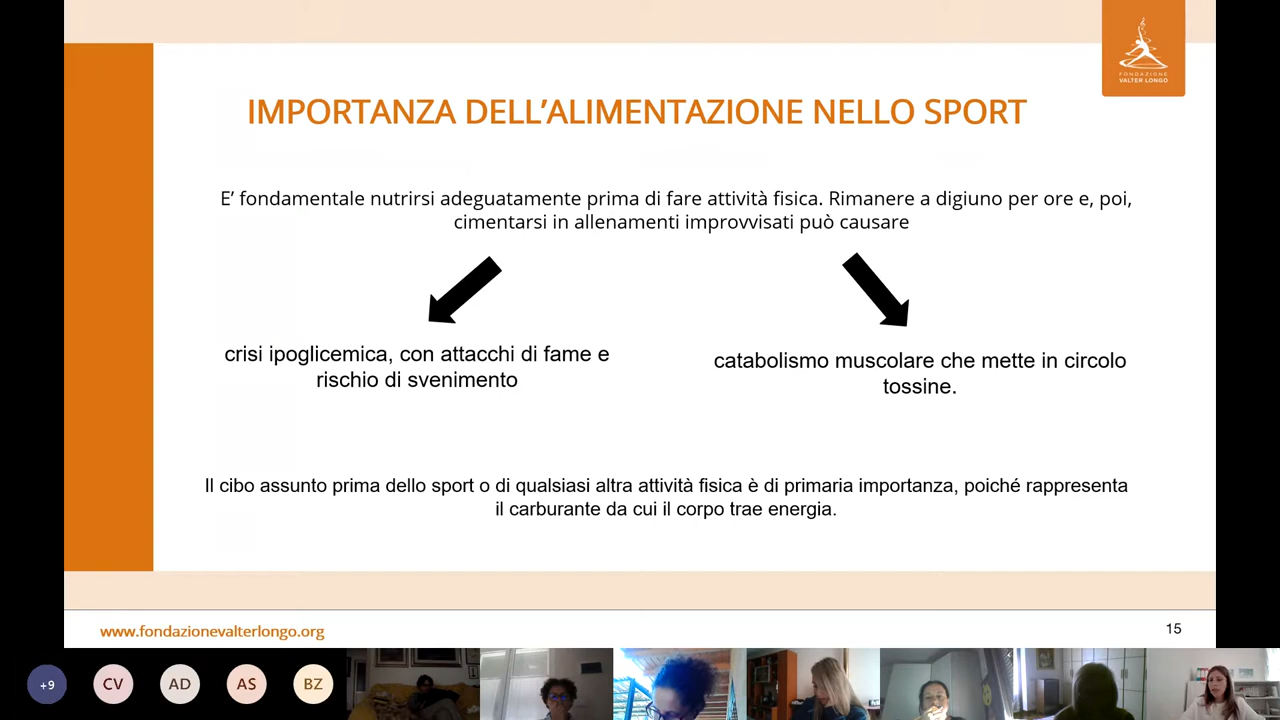 FONDAZIONE
VALTER LONGO
IMPORTANZA DELL’ALIMENTAZIONE NELLO SPORT
E’ fondamentale nutrirsi adeguatamente prima di fare attività fisica. Rimanere a digiuno per ore e, poi,
cimentarsi in allenamenti improvvisati può causare
crisi ipoglicemica, con attacchi di fame e
rischio di svenimento
catabolismo muscolare che mette in circolo
tossine.
Il cibo assunto prima dello sport o di qualsiasi altra attività fisica è di primaria importanza, poiché rappresenta
il carburante da cui il corpo trae energia.
www.fondazionevalterlongo.org
15
+9
CV
AD
AS
BZ